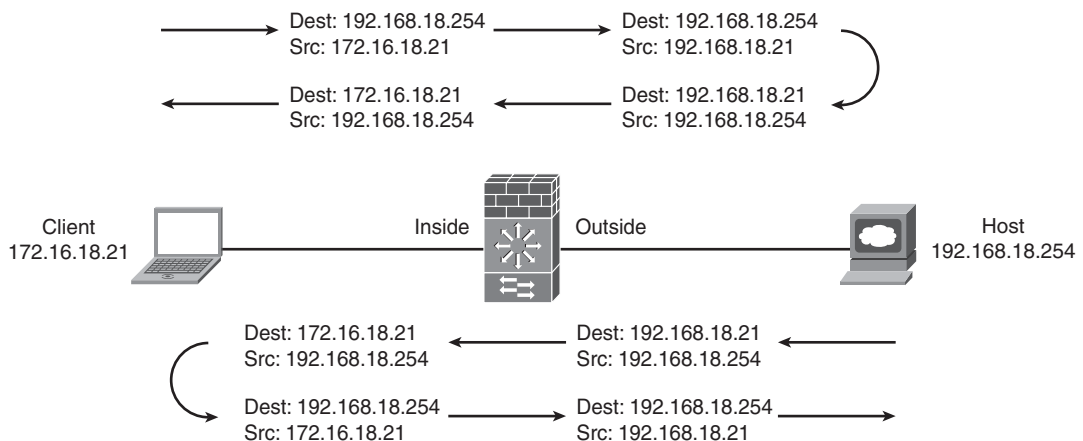 Dest: 192.168.18.254
Src: 172.16.18.21
Dest: 192.168.18.254
Src: 192.168.18.21
Dest: 172.16.18.21
Src: 192.168.18.254
Dest: 192.168.18.21
Src: 192.168.18.254
Client
172.16.18.21
Inside
Outside
Host
192.168.18.254
Dest: 172.16.18.21
Src: 192.168.18.254
Dest: 192.168.18.21
Src: 192.168.18.254
Dest: 192.168.18.254
Src: 172.16.18.21
Dest: 192.168.18.254
Src: 192.168.18.21